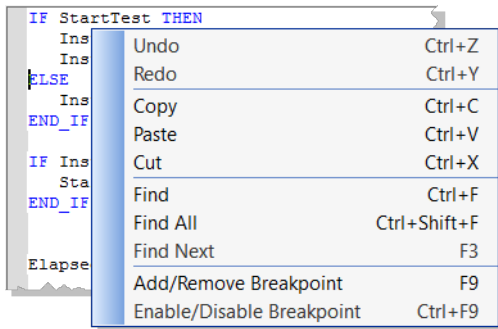 IF StartTest THEN
Ins
Ins
ELSE
Ins
END_IF
IF Ins
Sta
END_IF
Elapse
Undo Ctrl+Z
Redo Ctrl+Y
Copy Ctrl+C
Paste Ctrl+V
Cut Ctrl+X
Find Ctrl+F
Find All Ctrl+Shift+F
Find Next F3
Add/Remove Breakpoint F9
Enable/Disable Breakpoint Ctrl+F9